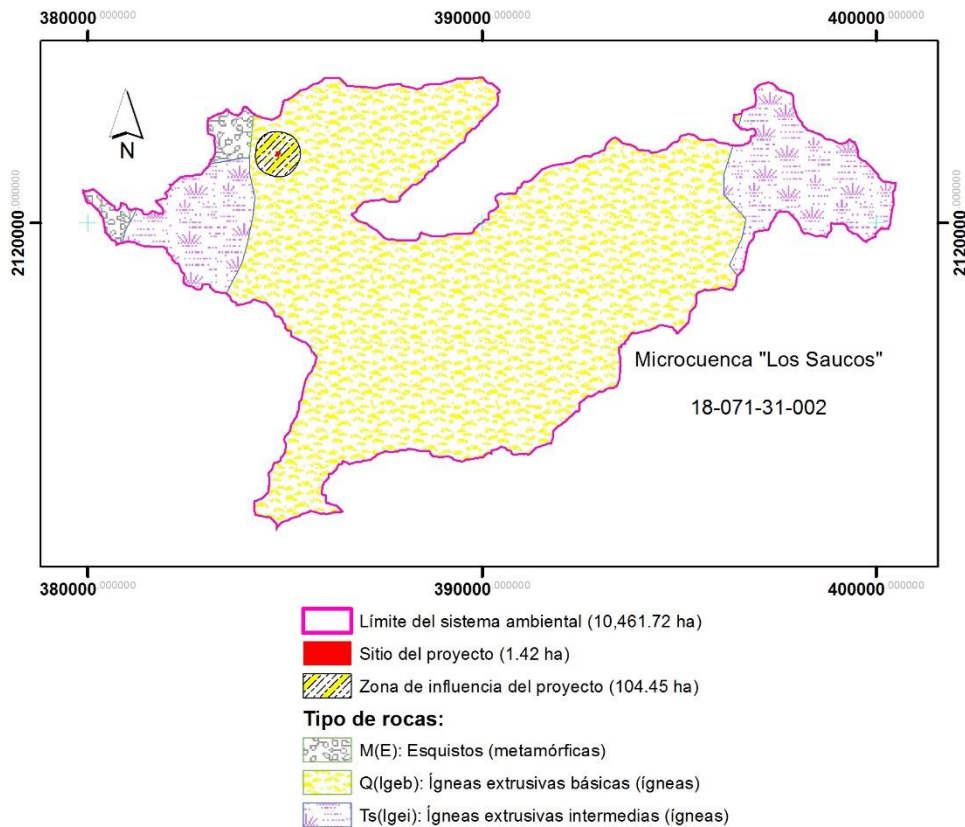 380000.000000 390000.000000 400000.000000
N
2120000.000000 2120000.000000
Microcuenca "Los Saucos"
18-071-31-002
380000.000000 390000.000000 400000.000000
Límite del sistema ambiental (10,461.72 ha)
Sitio del proyecto (1.42 ha)
Zona de influencia del proyecto (104.45 ha)
Tipo de rocas:
M(E): Esquistos (metamórficas)
Q(Igeb): Ígneas extrusivas básicas (ígneas)
Ts(Igei): Ígneas extrusivas intermedias (ígneas)